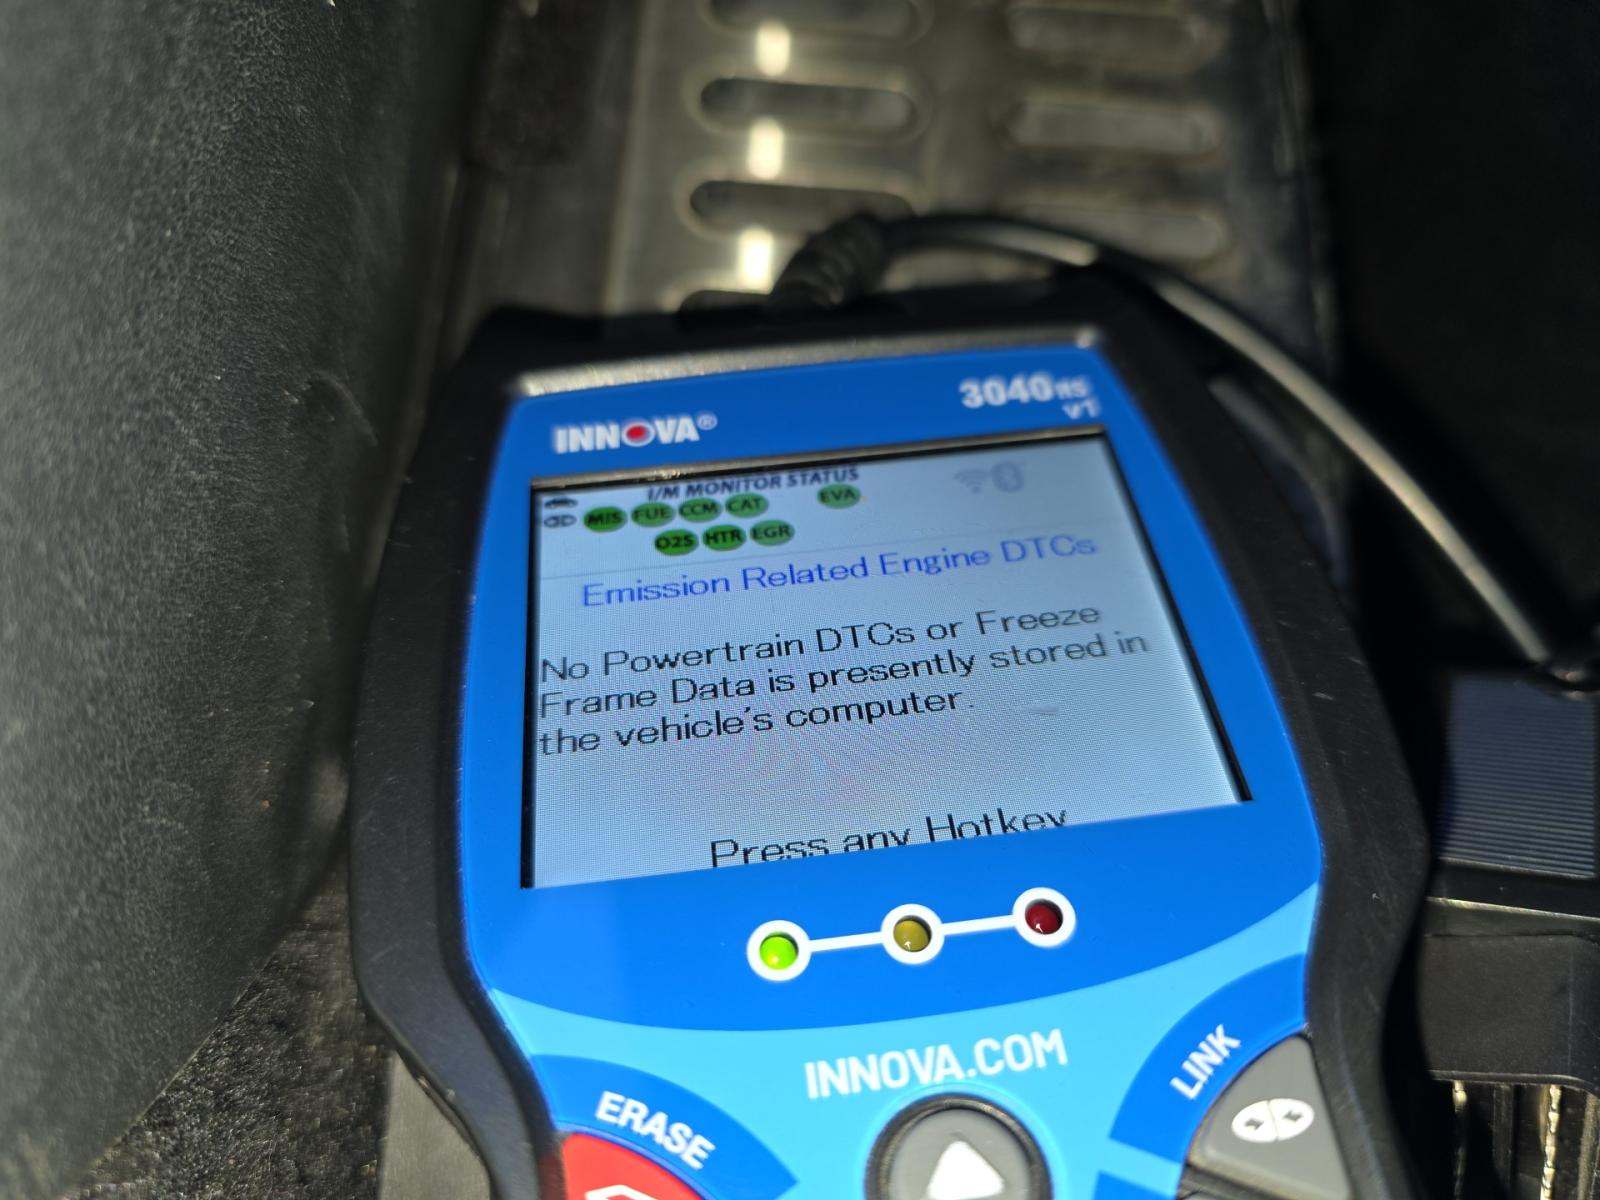 INNOVA®
3040RS
v1
I/M MONITOR STATUS
MIS FUE CCM CAT EVA
O2S HTR EGR
Emission Related Engine DTCs
No Powertrain DTCs or Freeze
Frame Data is presently stored in
the vehicle's computer.
Press any Hotkey
INNOVA.COM
LINK
ERASE